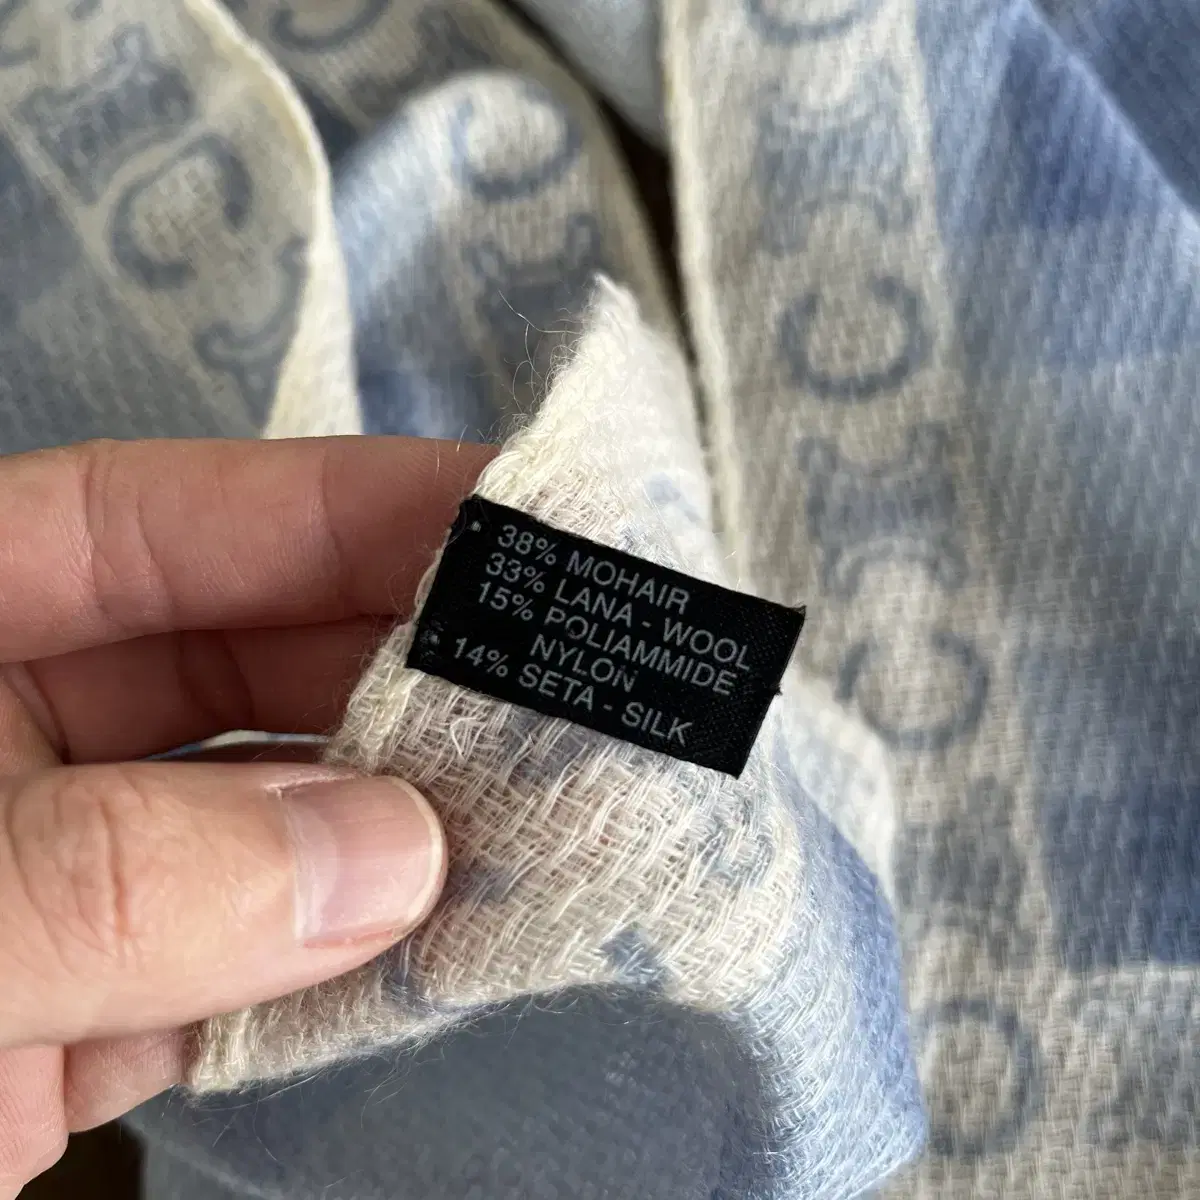 38% MOHAIR
33% LANA - WOOL
15% POLIAMMIDE
NYLON
14% SETA - SILK